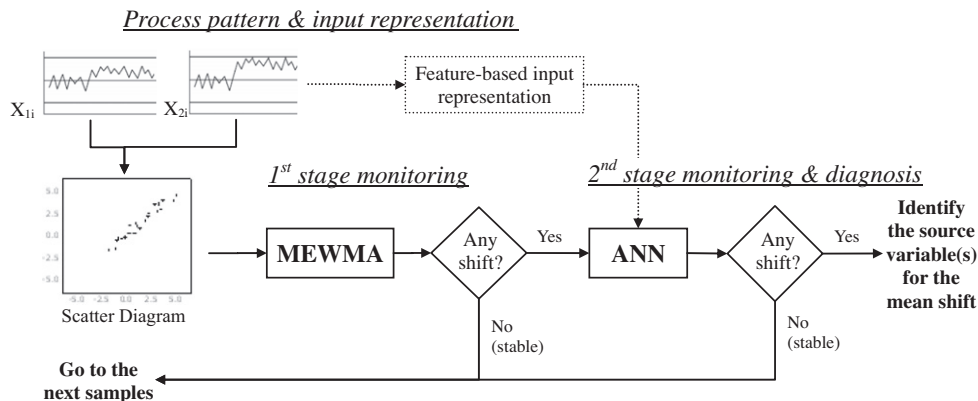 Process pattern & input representation
X1i
X2i
Feature-based input
representation
1st stage monitoring
2nd stage monitoring & diagnosis
5.0
2.5
0.0
-2.5
-5.0
-5.0 -2.5 0.0 2.5 5.0
Scatter Diagram
MEWMA
Any
shift?
Yes
ANN
Any
shift?
Yes
Identify
the source
variable(s)
for the
mean shift
No
(stable)
No
(stable)
Go to the
next samples